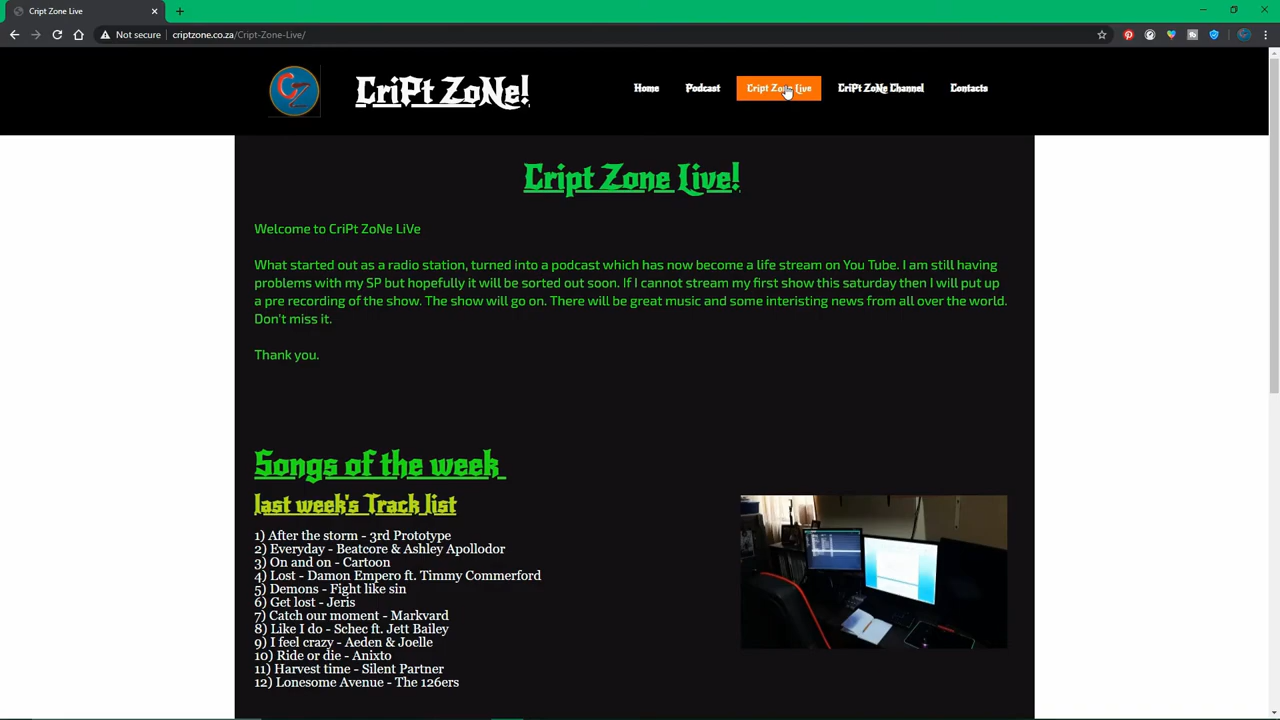 Cript Zone Live
Not secure
criptzone.co.za/Cript-Zone-Live/
CriPt ZoNe!
Home
Podcast
Cript Zone Live
CriPt ZoNe Channel
Contacts
Cript Zone Live!
Welcome to CriPt ZoNe LiVe
What started out as a radio station, turned into a podcast which has now become a life stream on You Tube. I am still having
problems with my SP but hopefully it will be sorted out soon. If I cannot stream my first show this saturday then I will put up
a pre recording of the show. The show will go on. There will be great music and some interisting news from all over the world.
Don't miss it.
Thank you.
Songs of the week
last week's Track list
1) After the storm - 3rd Prototype
2) Everyday - Beatcore & Ashley Apollodor
3) On and on - Cartoon
4) Lost - Damon Empero ft. Timmy Commerford
5) Demons - Fight like sin
6) Get lost - Jeris
7) Catch our moment - Markvard
8) Like I do - Schec ft. Jett Bailey
9) I feel crazy - Aeden & Joelle
10) Ride or die - Anixto
11) Harvest time - Silent Partner
12) Lonesome Avenue - The 126ers